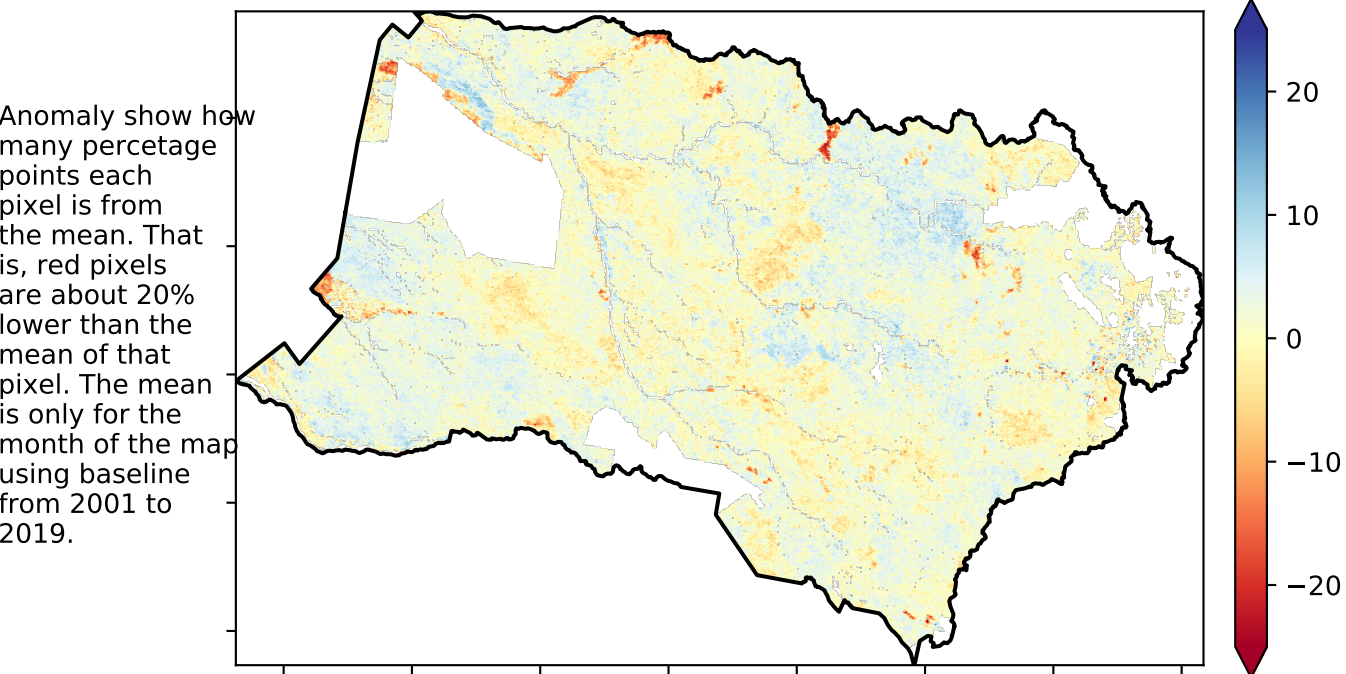 Anomaly show how
many percetage
points each
pixel is from
the mean. That
is, red pixels
are about 20%
lower than the
mean of that
pixel. The mean
is only for the
month of the map
using baseline
from 2001 to
2019.
20
10
0
−10
−20